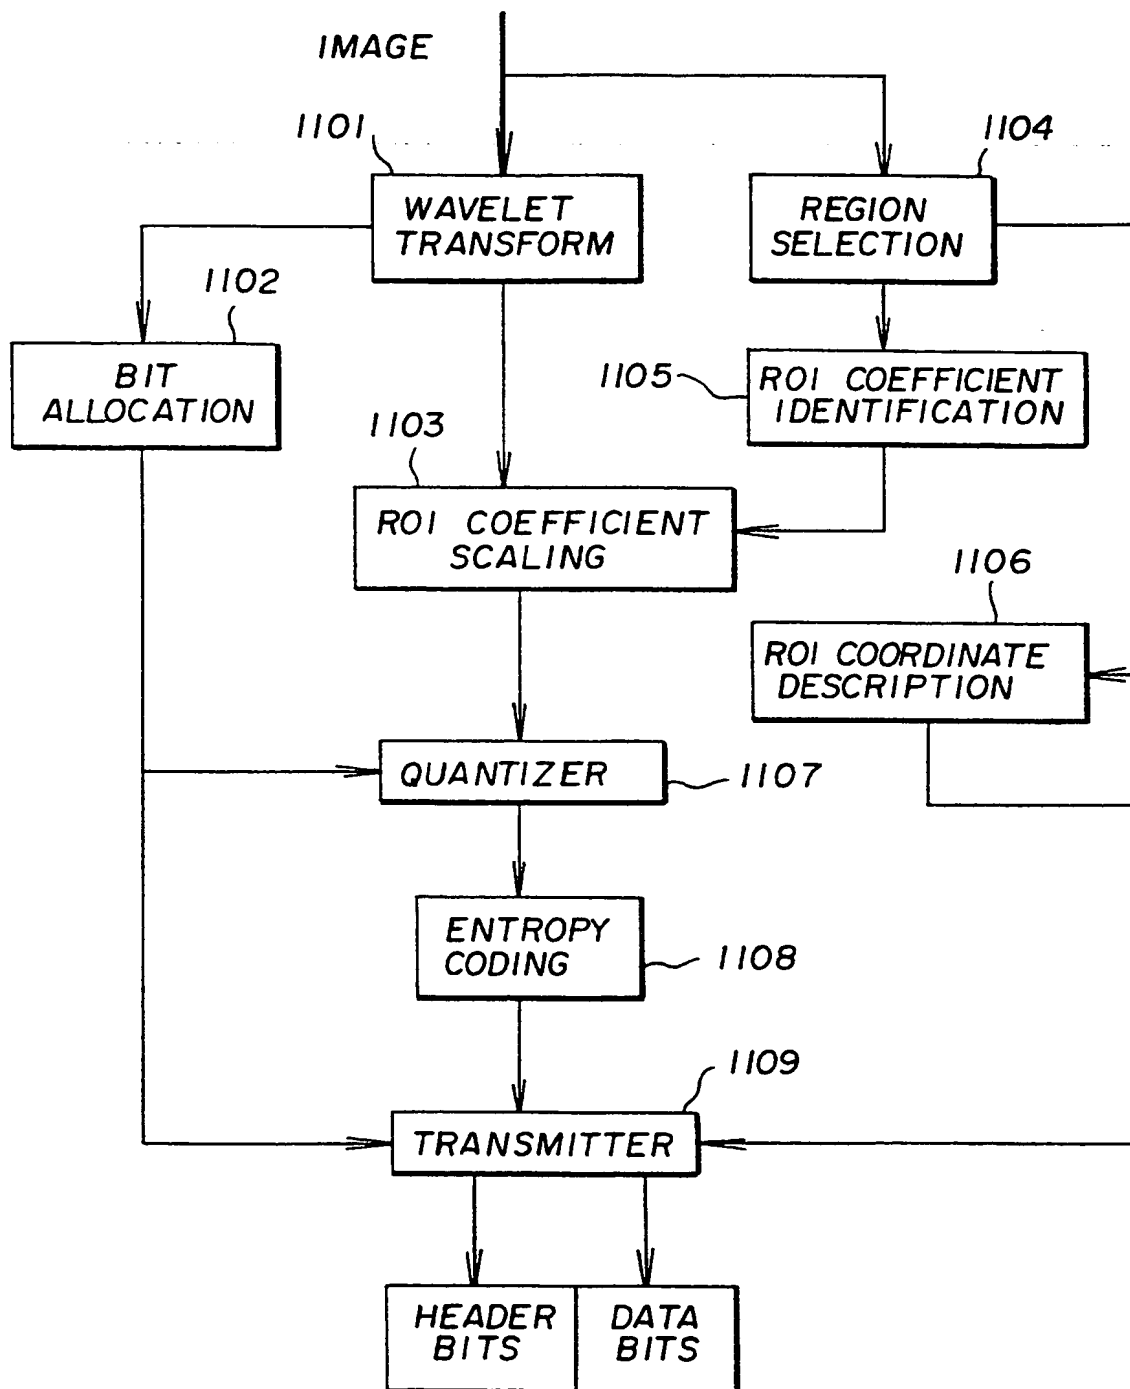 IMAGE
1101
1104
WAVELET
TRANSFORM
REGION
SELECTION
1102
BIT
ALLOCATION
1105
ROI COEFFICIENT
IDENTIFICATION
1103
ROI COEFFICIENT
SCALING
1106
ROI COORDINATE
DESCRIPTION
QUANTIZER
1107
ENTROPY
CODING
1108
1109
TRANSMITTER
HEADER
BITS
DATA
BITS